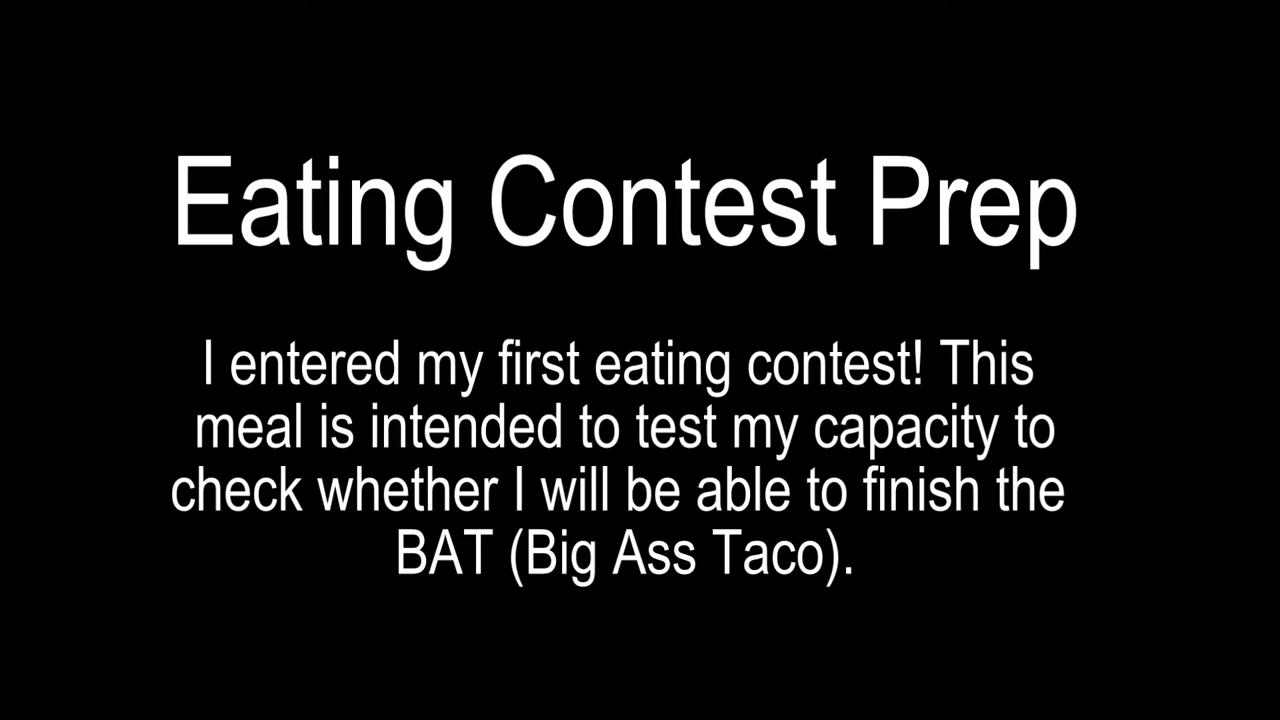 Eating Contest Prep
I entered my first eating contest! This
meal is intended to test my capacity to
check whether I will be able to finish the
BAT (Big Ass Taco).